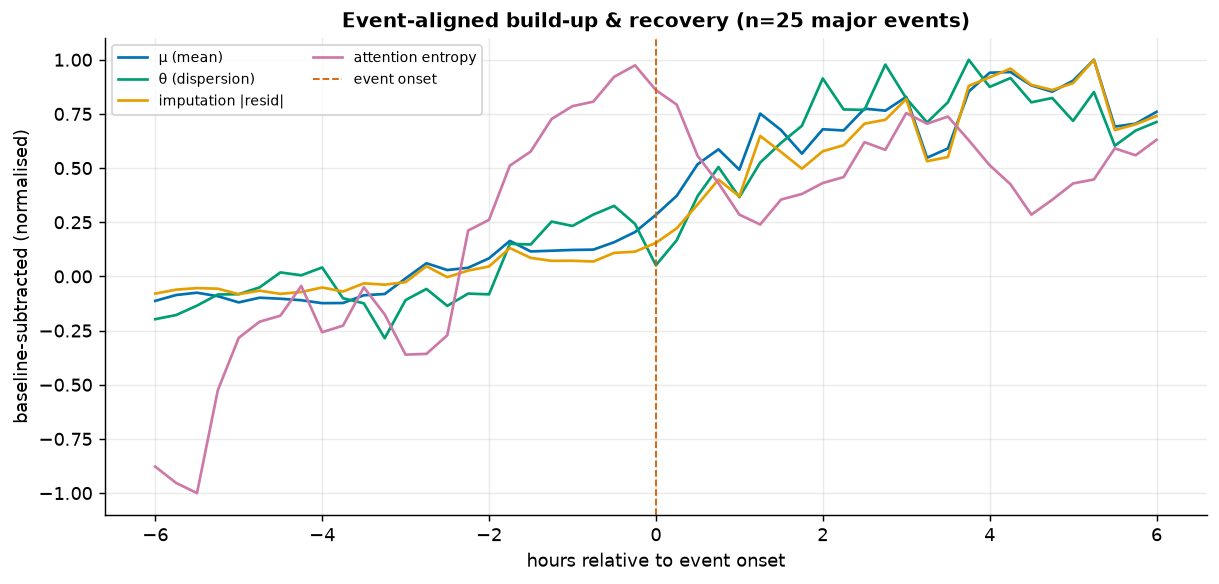 Event-aligned build-up & recovery (n=25 major events)
μ (mean)
θ (dispersion)
imputation |resid|
attention entropy
event onset
baseline-subtracted (normalised)
1.00
0.75
0.50
0.25
0.00
−0.25
−0.50
−0.75
−1.00
−6
−4
−2
0
2
4
6
hours relative to event onset